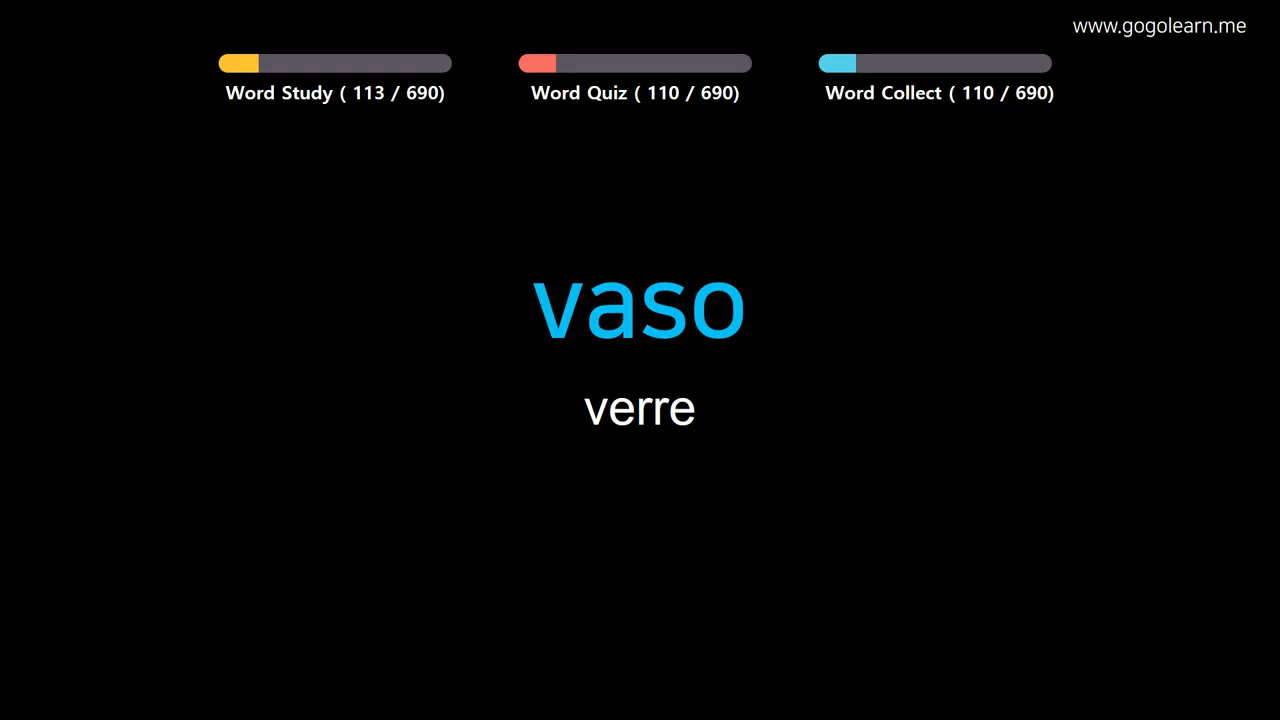 www.gogolearn.me
Word Study ( 113 / 690)
Word Quiz ( 110 / 690)
Word Collect ( 110 / 690)
vaso
verre